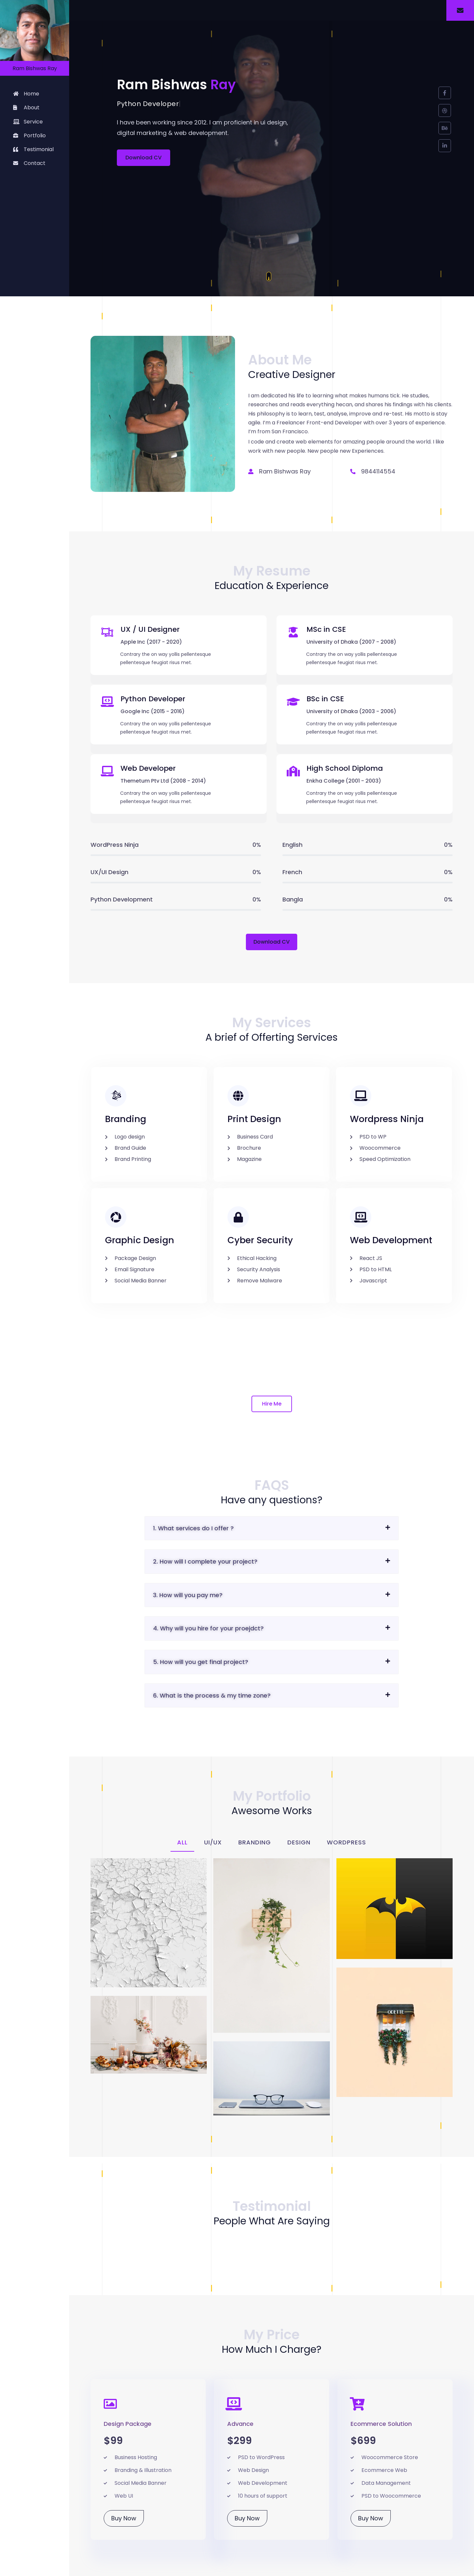 Ram Bishwas Ray
Home
About
Service
Portfolio
Testimonial
Contact
Ram Bishwas Ray
Python Developer
I have been working since 2012. I am proficient in ui design,
digital marketing & web development.
Download CV
About Me
Creative Designer
I am dedicated his life to learning what makes humans tick. He studies,
researches and reads everything hecan, and shares his findings with his clients.
His philosophy is to learn, test, analyse, improve and re-test. His motto is stay
agile. I'm a Freelancer Front-end Developer with over 3 years of experience.
I'm from San Francisco.
I code and create web elements for amazing people around the world. I like
work with new people. New people new Experiences.
Ram Bishwas Ray
9844114554
My Resume
Education & Experience
UX / UI Designer
Apple Inc (2017 - 2020)
Contrary the on way yollis pellentesque
pellentesque feugiat risus met.
MSc in CSE
University of Dhaka (2007 - 2008)
Contrary the on way yollis pellentesque
pellentesque feugiat risus met.
Python Developer
Google Inc (2015 - 2016)
Contrary the on way yollis pellentesque
pellentesque feugiat risus met.
BSc in CSE
University of Dhaka (2003 - 2006)
Contrary the on way yollis pellentesque
pellentesque feugiat risus met.
Web Developer
Themeturn Ptv Ltd (2008 - 2014)
Contrary the on way yollis pellentesque
pellentesque feugiat risus met.
High School Diploma
Enkha College (2001 - 2003)
Contrary the on way yollis pellentesque
pellentesque feugiat risus met.
WordPress Ninja 0%
English 0%
UX/UI Design 0%
French 0%
Python Development 0%
Bangla 0%
Download CV
My Services
A brief of Offerting Services
Branding
Logo design
Brand Guide
Brand Printing
Print Design
Business Card
Brochure
Magazine
Wordpress Ninja
PSD to WP
Woocommerce
Speed Optimization
Graphic Design
Package Design
Email Signature
Social Media Banner
Cyber Security
Ethical Hacking
Security Analysis
Remove Malware
Web Development
React JS
PSD to HTML
Javascript
Hire Me
FAQS
Have any questions?
1. What services do I offer ?
2. How will I complete your project?
3. How will you pay me?
4. Why will you hire for your proejdct?
5. How will you get final project?
6. What is the process & my time zone?
My Portfolio
Awesome Works
ALL UI/UX BRANDING DESIGN WORDPRESS
ODETTE
Testimonial
People What Are Saying
My Price
How Much I Charge?
Design Package
$99
Business Hosting
Branding & Illustration
Social Media Banner
Web UI
Buy Now
Advance
$299
PSD to WordPress
Web Design
Web Development
10 hours of support
Buy Now
Ecommerce Solution
$699
Woocommerce Store
Ecommerce Web
Data Management
PSD to Woocommerce
Buy Now